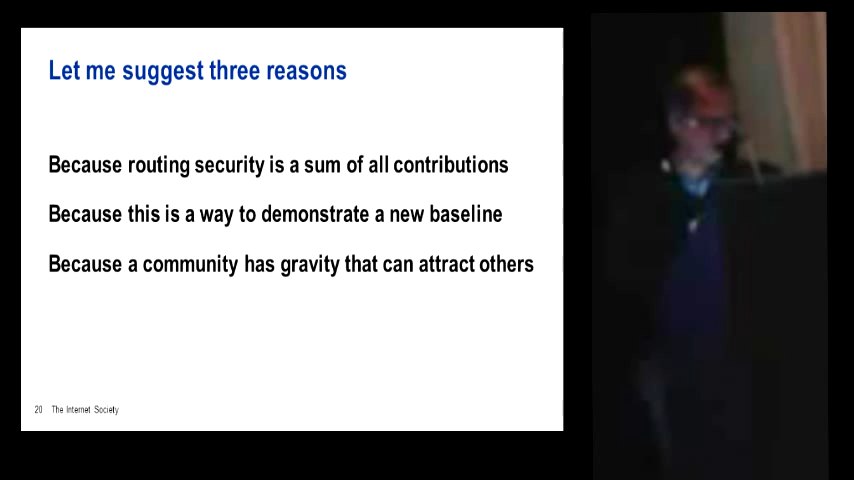 Let me suggest three reasons
Because routing security is a sum of all contributions
Because this is a way to demonstrate a new baseline
Because a community has gravity that can attract others
20 The Internet Society